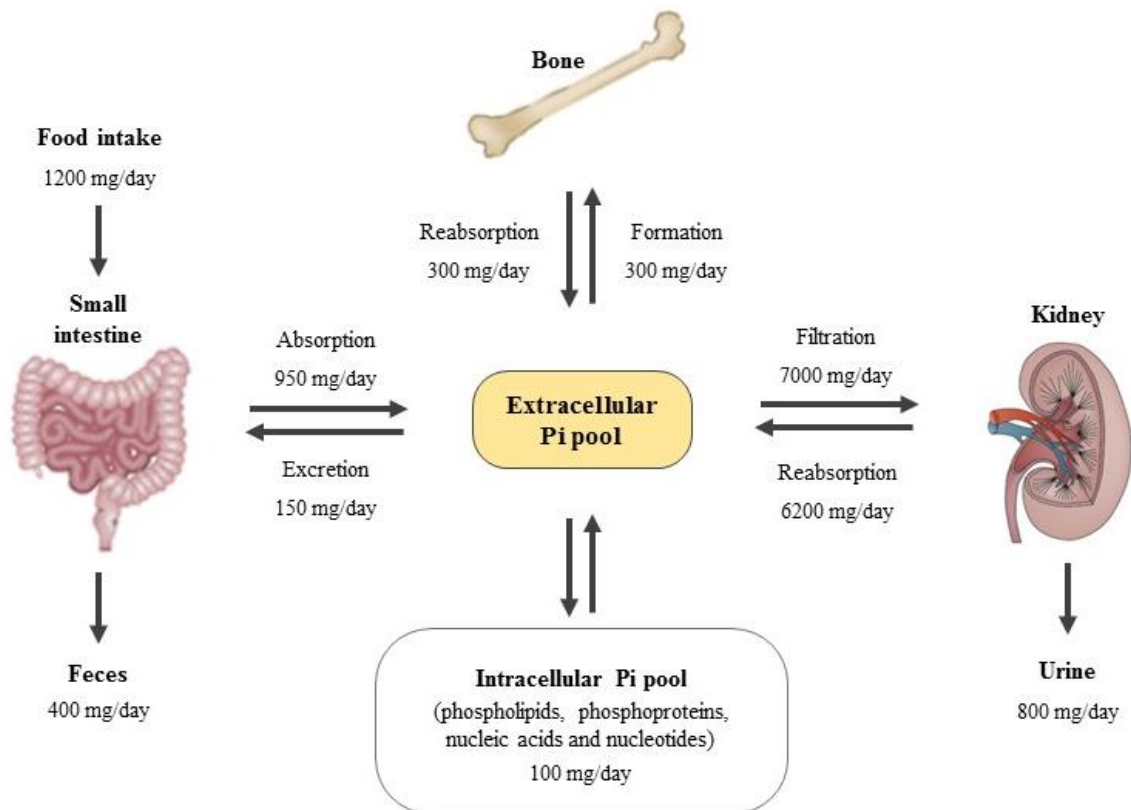 Bone
Food intake
1200 mg/day
Reabsorption
300 mg/day
Formation
300 mg/day
Small
intestine
Absorption
950 mg/day
Excretion
150 mg/day
Extracellular
Pi pool
Filtration
7000 mg/day
Reabsorption
6200 mg/day
Kidney
Feces
400 mg/day
Intracellular Pi pool
(phospholipids, phosphoproteins,
nucleic acids and nucleotides)
100 mg/day
Urine
800 mg/day